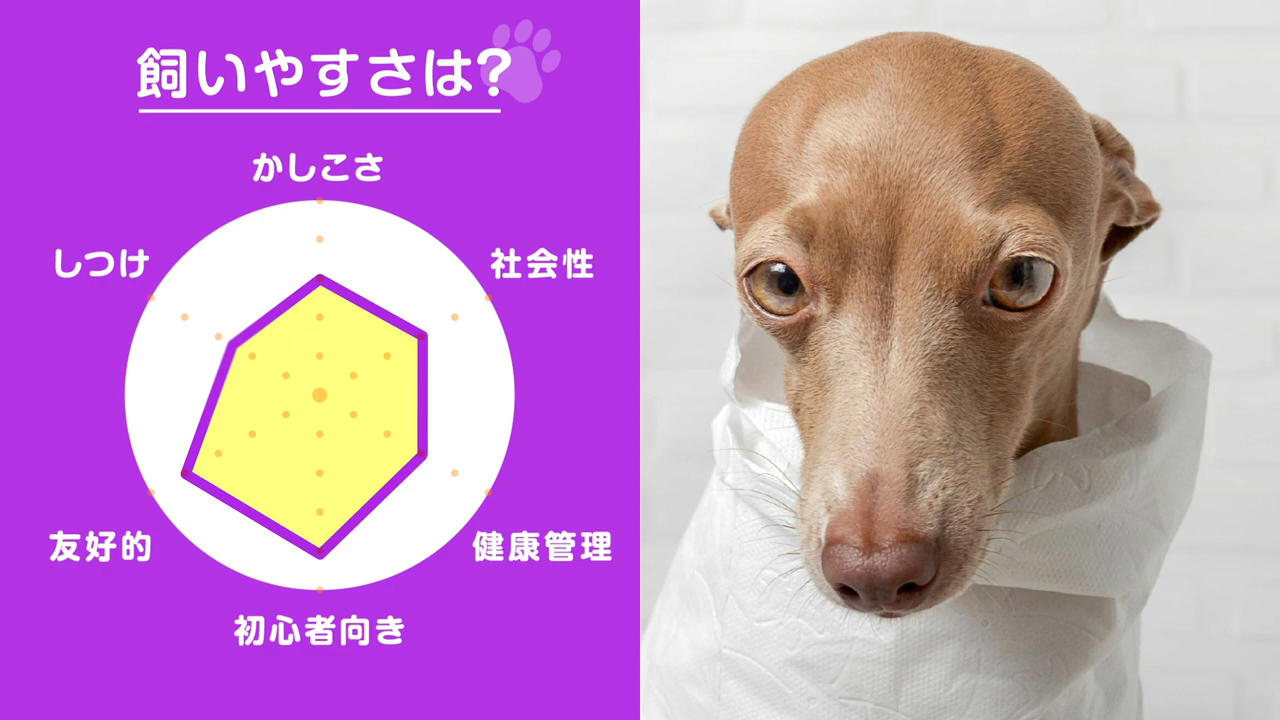 飼いやすさは?
かしこさ
しつけ
社会性
友好的
健康管理
初心者向き